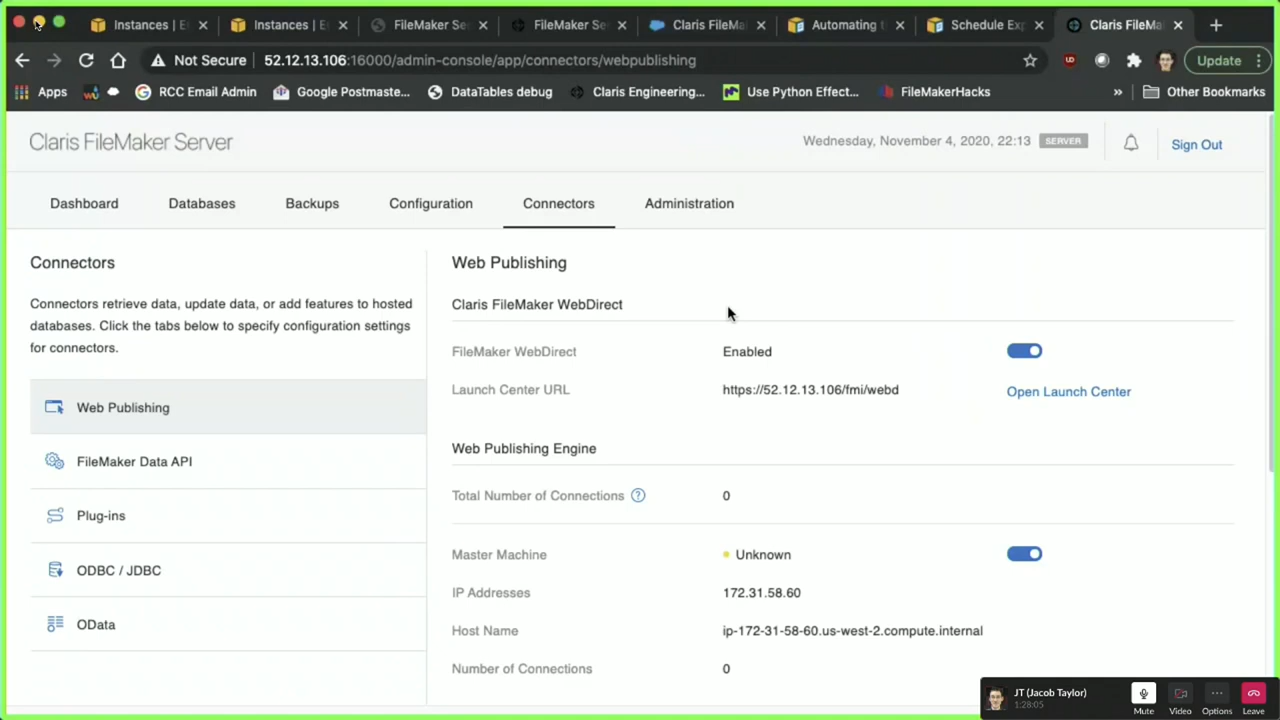 Instances | E
Instances | E
FileMaker Se
FileMaker Se
Claris FileMa
Automating
Schedule Ex
Claris FileMa
Not Secure
52.12.13.106:16000/admin-console/app/connectors/webpublishing
Update
Apps
RCC Email Admin
Google Postmaste...
DataTables debug
Claris Engineering...
Use Python Effect...
FileMakerHacks
»
Other Bookmarks
Claris FileMaker Server
Wednesday, November 4, 2020, 22:13
SERVER
Sign Out
Dashboard
Databases
Backups
Configuration
Connectors
Administration
Connectors
Connectors retrieve data, update data, or add features to hosted
databases. Click the tabs below to specify configuration settings
for connectors.
Web Publishing
FileMaker Data API
Plug-ins
ODBC / JDBC
OData
Web Publishing
Claris FileMaker WebDirect
FileMaker WebDirect Enabled
Launch Center URL https://52.12.13.106/fmi/webd Open Launch Center
Web Publishing Engine
Total Number of Connections ? 0
Master Machine Unknown
IP Addresses 172.31.58.60
Host Name ip-172-31-58-60.us-west-2.compute.internal
Number of Connections 0
JT (Jacob Taylor)
1:28:05
Mute
Video
Options
Leave